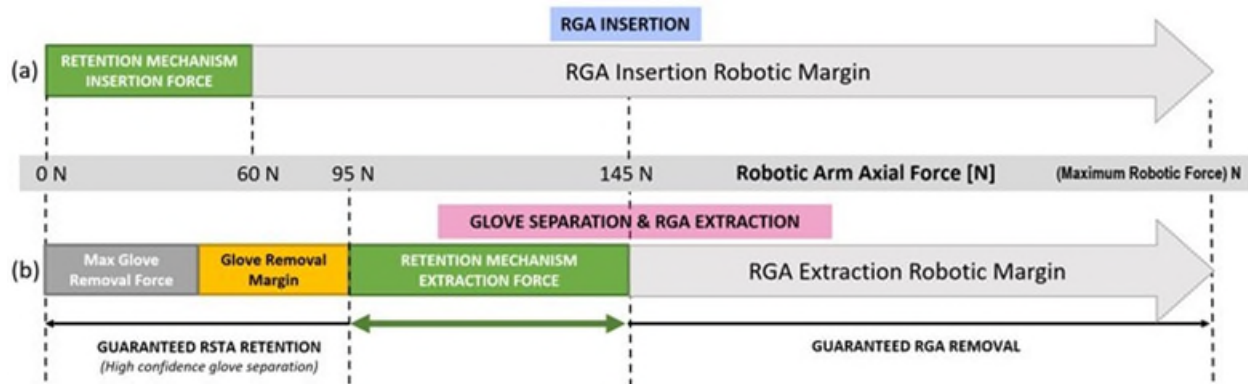 RGA INSERTION
(a)
RETENTION MECHANISM
INSERTION FORCE
RGA Insertion Robotic Margin
0 N 60 N 95 N 145 N Robotic Arm Axial Force [N] (Maximum Robotic Force) N
GLOVE SEPARATION & RGA EXTRACTION
(b)
Max Glove
Removal Force
Glove Removal
Margin
RETENTION MECHANISM
EXTRACTION FORCE
RGA Extraction Robotic Margin
GUARANTEED RSTA RETENTION
(High confidence glove separation)
GUARANTEED RGA REMOVAL